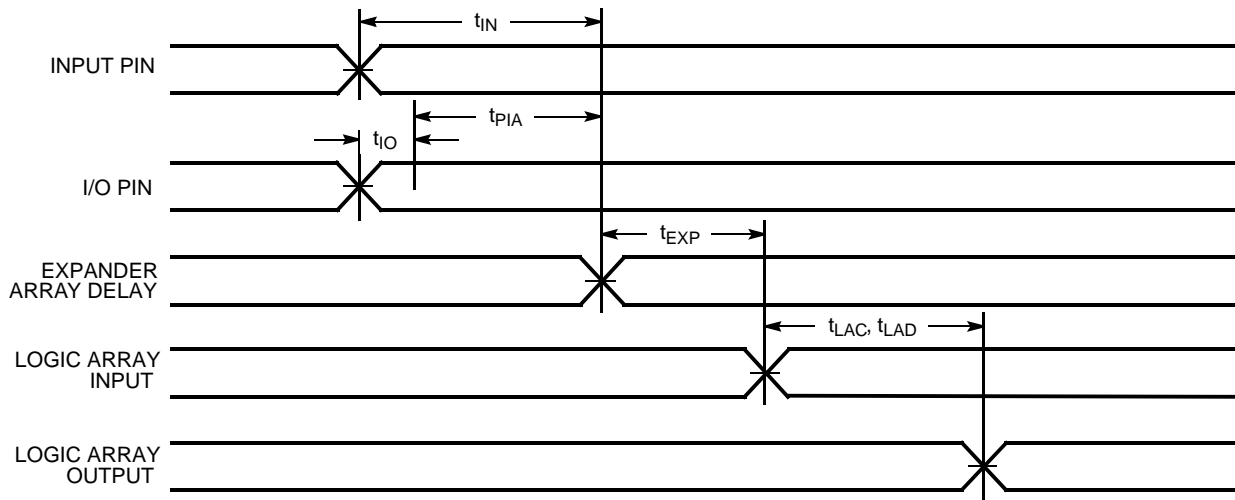 t_IN
INPUT PIN
t_PIA
t_IO
I/O PIN
t_EXP
EXPANDER
ARRAY DELAY
t_LAC, t_LAD
LOGIC ARRAY
INPUT
LOGIC ARRAY
OUTPUT